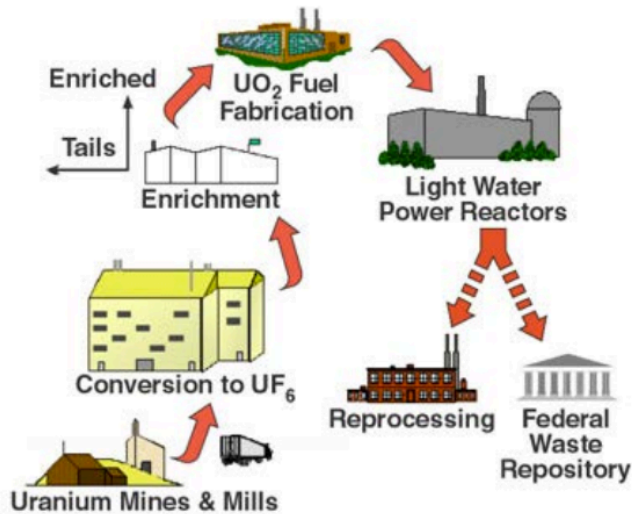 Enriched
Tails
UO₂ Fuel
Fabrication
Enrichment
Light Water
Power Reactors
Conversion to UF₆
Reprocessing
Federal
Waste
Repository
Uranium Mines & Mills